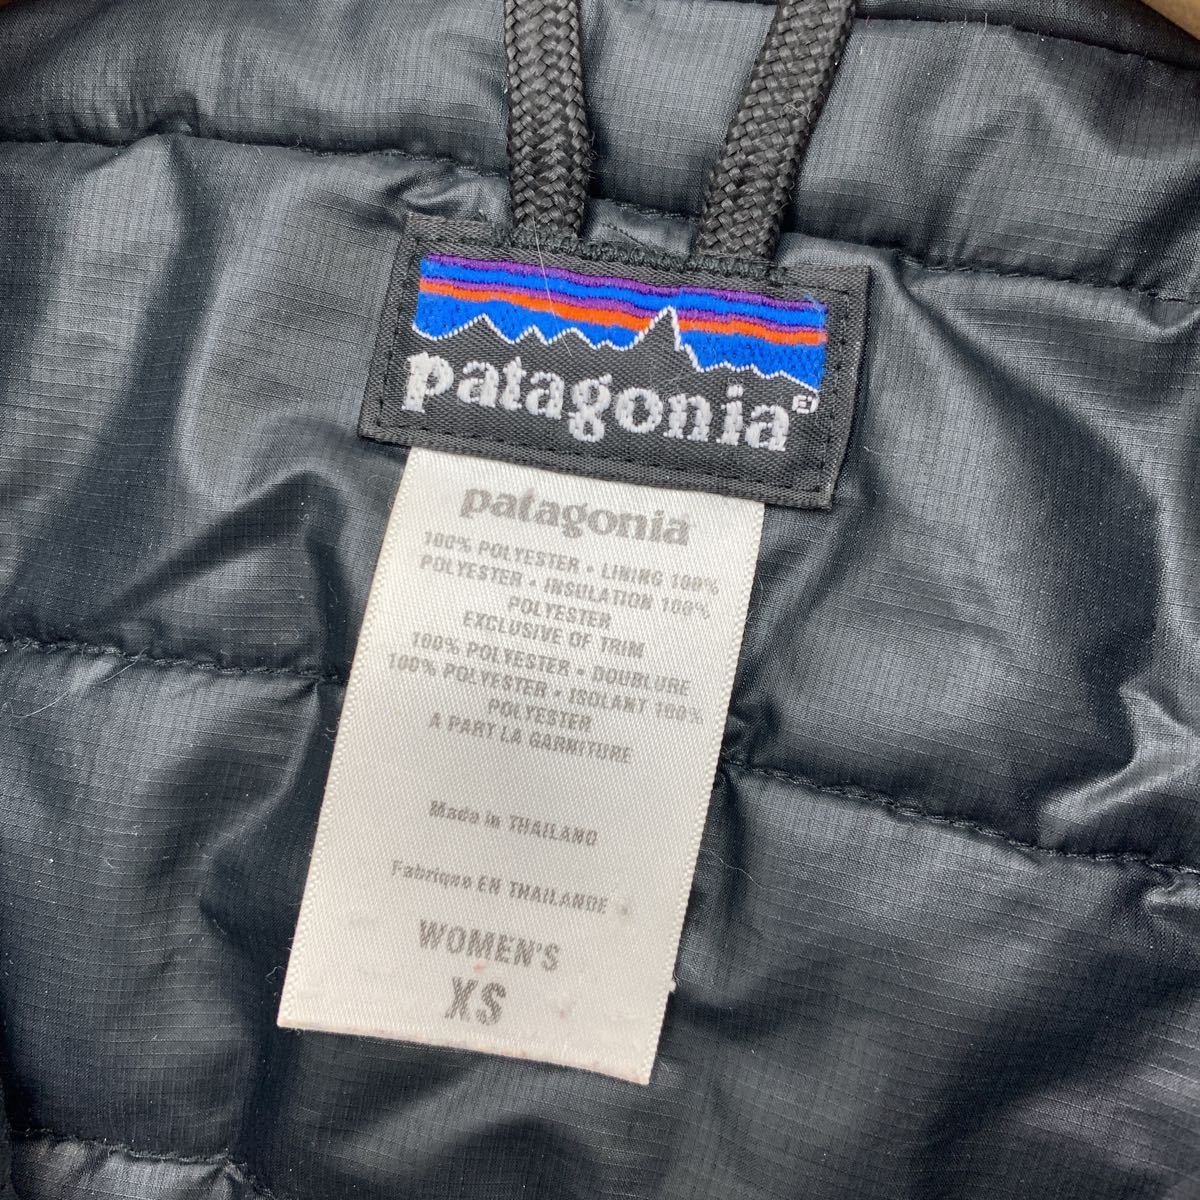 patagonia®
patagonia
100% POLYESTER • LINING 100%
POLYESTER • INSULATION 100%
POLYESTER
EXCLUSIVE OF TRIM
100% POLYESTER • DOUBLURE
100% POLYESTER • ISOLANT 100%
POLYESTER
A PART LA GARNITURE
Made in THAILAND
Fabrique EN THAILANDE
WOMEN'S
XS